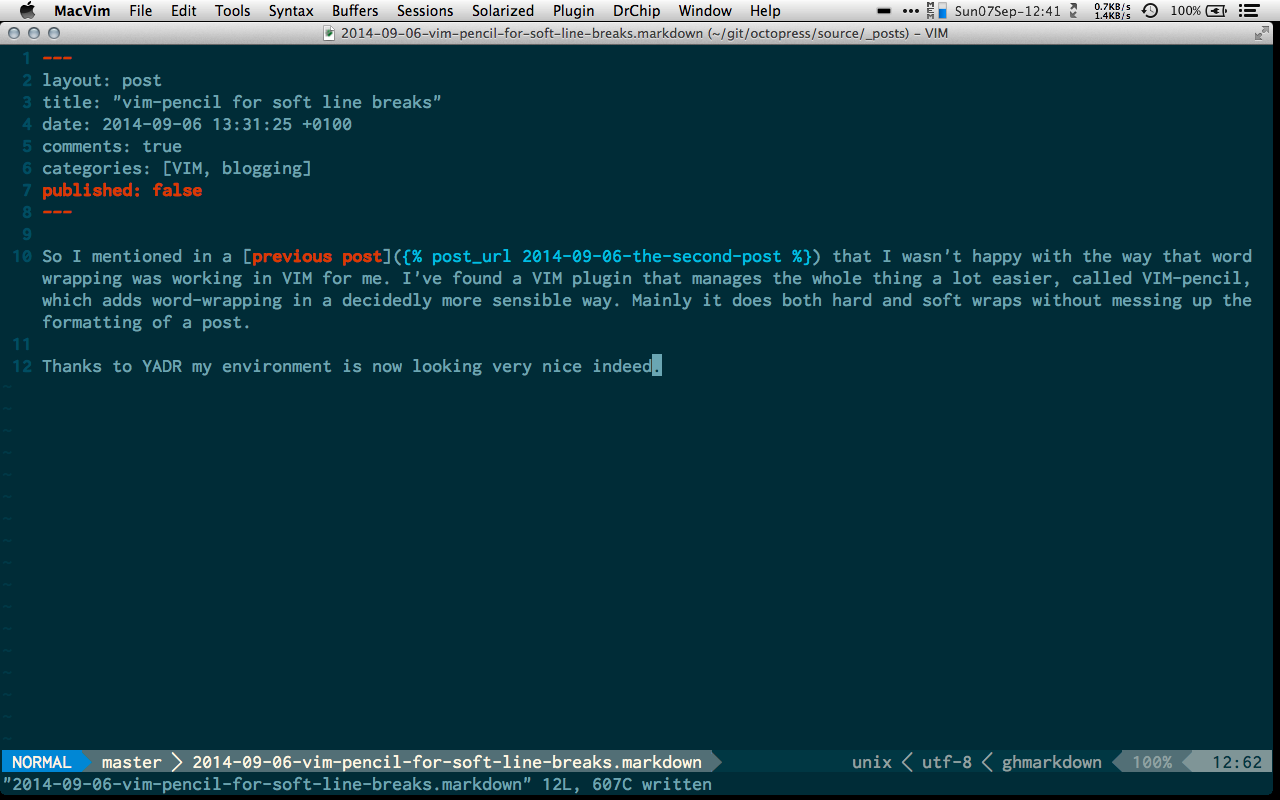 MacVim File Edit Tools Syntax Buffers Sessions Solarized Plugin DrChip Window Help MEM Sun07Sep-12:41 0.7KB/s 1.4KB/s 100%
2014-09-06-vim-pencil-for-soft-line-breaks.markdown (~/git/octopress/source/_posts) – VIM
1 ---
2 layout: post
3 title: "vim-pencil for soft line breaks"
4 date: 2014-09-06 13:31:25 +0100
5 comments: true
6 categories: [VIM, blogging]
7 published: false
8 ---
9
10 So I mentioned in a [previous post]({% post_url 2014-09-06-the-second-post %}) that I wasn't happy with the way that word
wrapping was working in VIM for me. I've found a VIM plugin that manages the whole thing a lot easier, called VIM-pencil,
which adds word-wrapping in a decidedly more sensible way. Mainly it does both hard and soft wraps without messing up the
formatting of a post.
11
12 Thanks to YADR my environment is now looking very nice indeed.
NORMAL master 2014-09-06-vim-pencil-for-soft-line-breaks.markdown unix utf-8 ghmarkdown 100% 12:62
"2014-09-06-vim-pencil-for-soft-line-breaks.markdown" 12L, 607C written